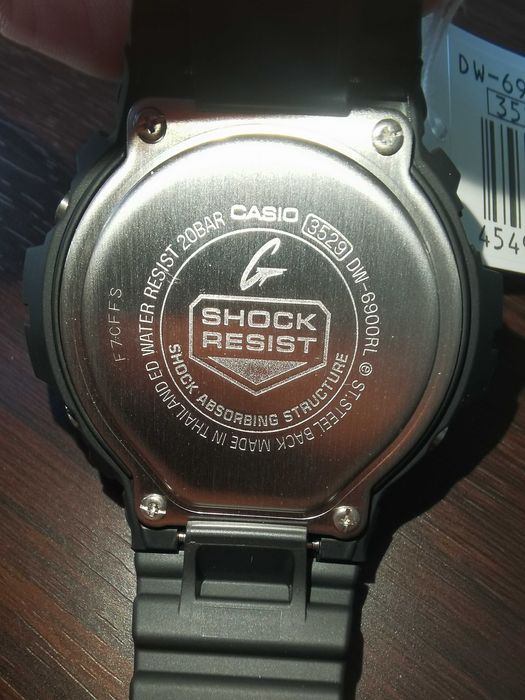 CASIO 3529 DW-6900RL ⓔ ST.STEEL BACK MADE IN THAILAND ED WATER RESIST 20BAR
G
SHOCK
RESIST
SHOCK ABSORBING STRUCTURE
F7CFFS
DW-69
35